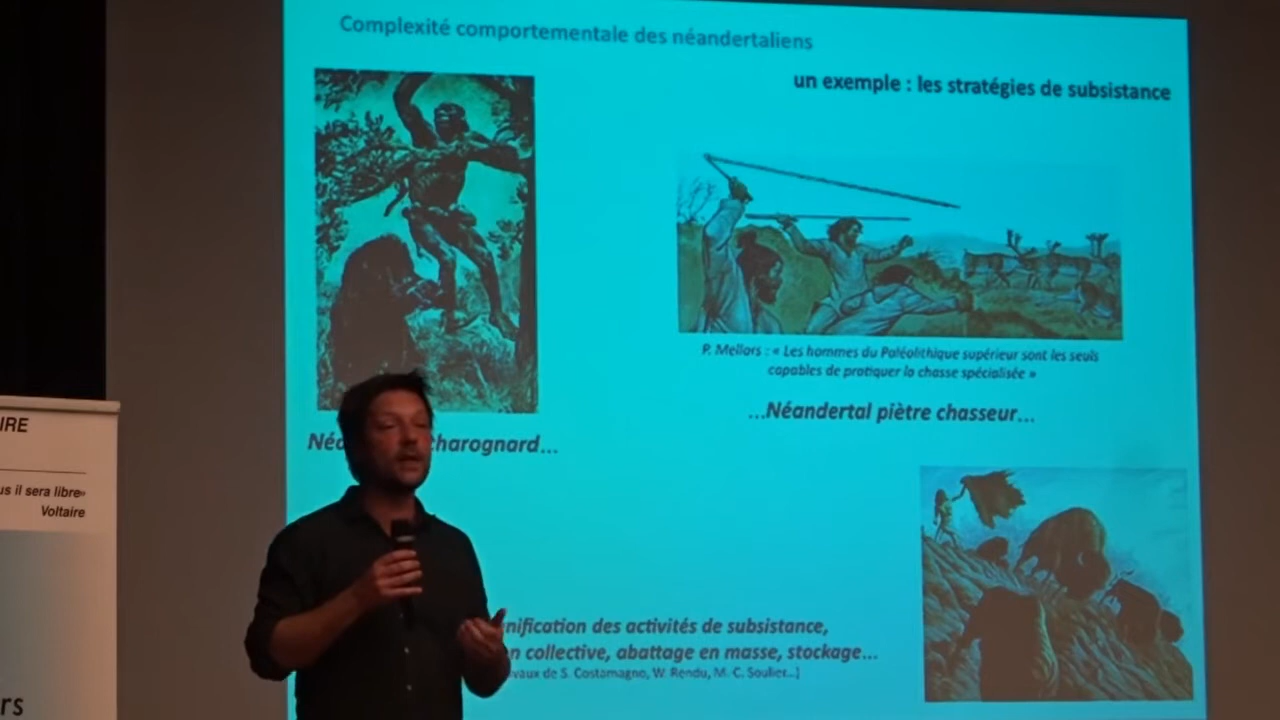 Complexité comportementale des néandertaliens
un exemple : les stratégies de subsistance
P. Mellars : « Les hommes du Paléolithique supérieur sont les seuls
capables de pratiquer la chasse spécialisée »
...Néandertal piètre chasseur...
Néa charognard...
nification des activités de subsistance,
n collective, abattage en masse, stockage...
vaux de S. Costamagno, W. Rendu, M. C. Soulier...]
IRE
us il sera libre»
Voltaire
rs